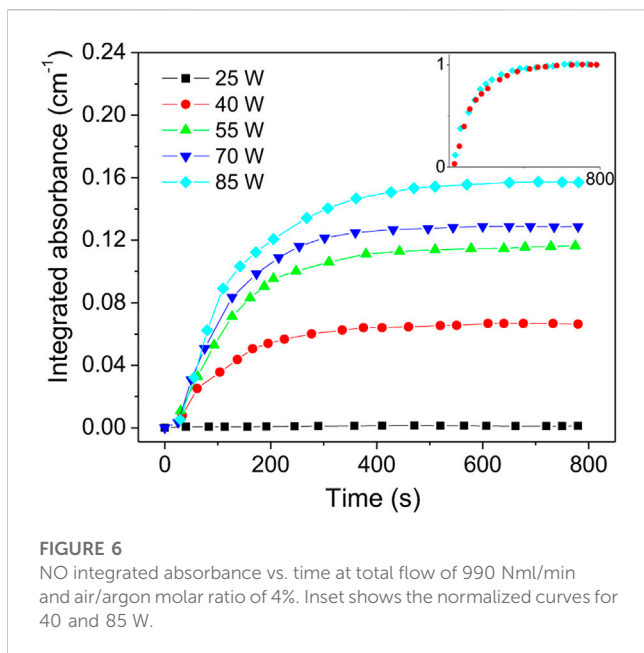 0.24
0.20
0.16
0.12
0.08
0.04
0.00
Integrated absorbance (cm⁻¹)
25 W
40 W
55 W
70 W
85 W
1
0
800
0
200
400
600
800
Time (s)
FIGURE 6
NO integrated absorbance vs. time at total flow of 990 Nml/min
and air/argon molar ratio of 4%. Inset shows the normalized curves for
40 and 85 W.